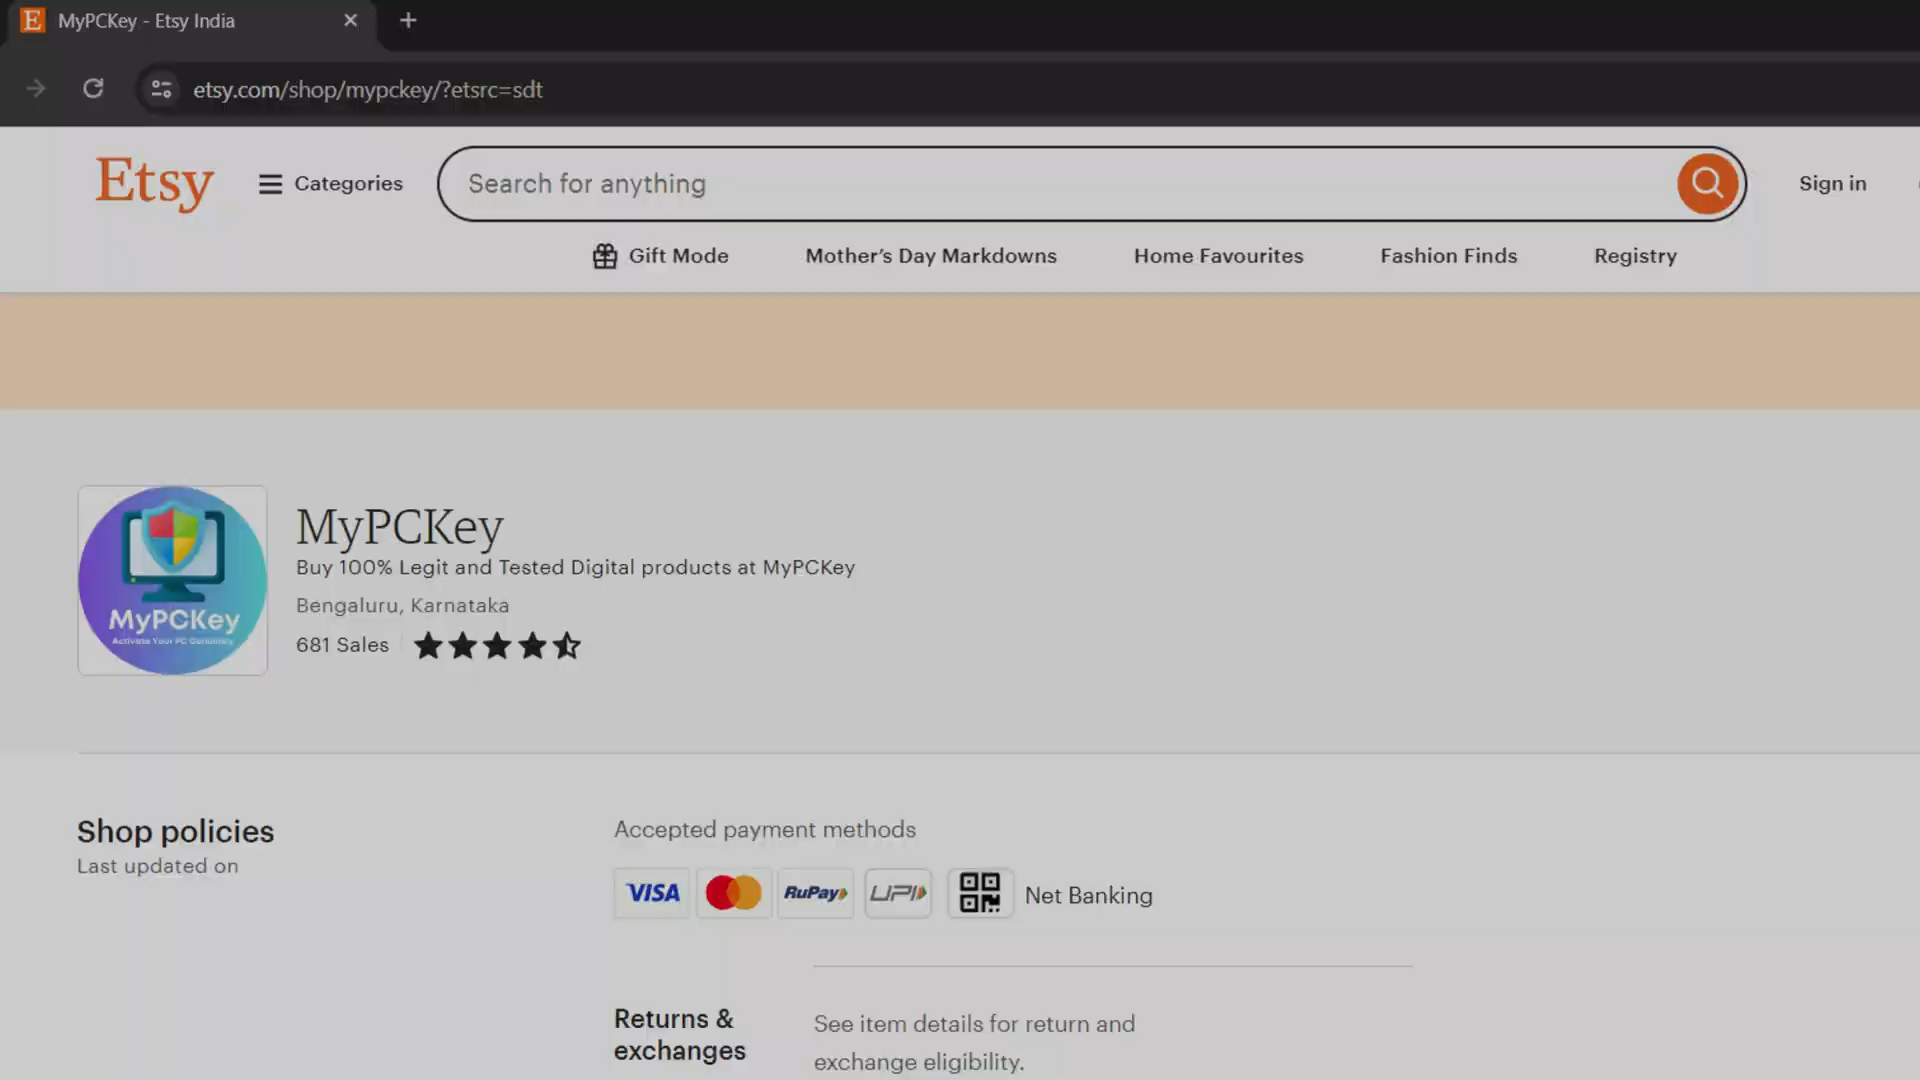 MyPCKey - Etsy India
etsy.com/shop/mypckey/?etsrc=sdt
Etsy
Categories
Search for anything
Sign in
Gift Mode
Mother's Day Markdowns
Home Favourites
Fashion Finds
Registry
MyPCKey
Buy 100% Legit and Tested Digital products at MyPCKey
Bengaluru, Karnataka
681 Sales
MyPCKey
Activate Your PC Genuinely
Shop policies
Last updated on
Accepted payment methods
VISA
RuPay
UPI
Net Banking
Returns &
exchanges
See item details for return and
exchange eligibility.